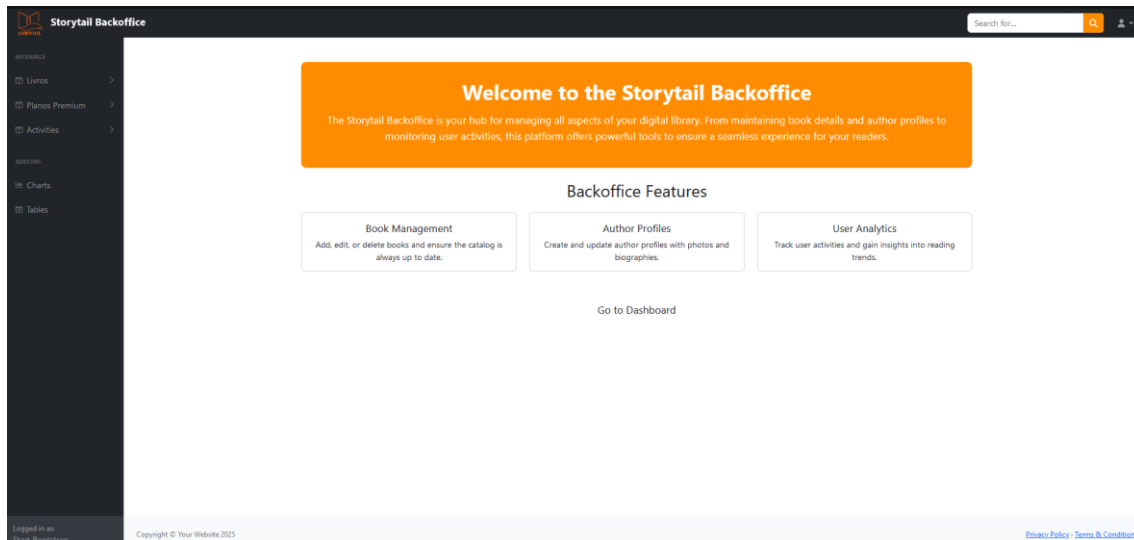 Storytail Backoffice
Search for...
INTERFACE
Livros
Planos Premium
Activities
ADDONS
Charts
Tables
Welcome to the Storytail Backoffice
The Storytail Backoffice is your hub for managing all aspects of your digital library. From maintaining book details and author profiles to
monitoring user activities, this platform offers powerful tools to ensure a seamless experience for your readers.
Backoffice Features
Book Management
Add, edit, or delete books and ensure the catalog is
always up to date.
Author Profiles
Create and update author profiles with photos and
biographies.
User Analytics
Track user activities and gain insights into reading
trends.
Go to Dashboard
Logged in as:
Start Bootstrap
Copyright © Your Website 2025
Privacy Policy · Terms & Condition